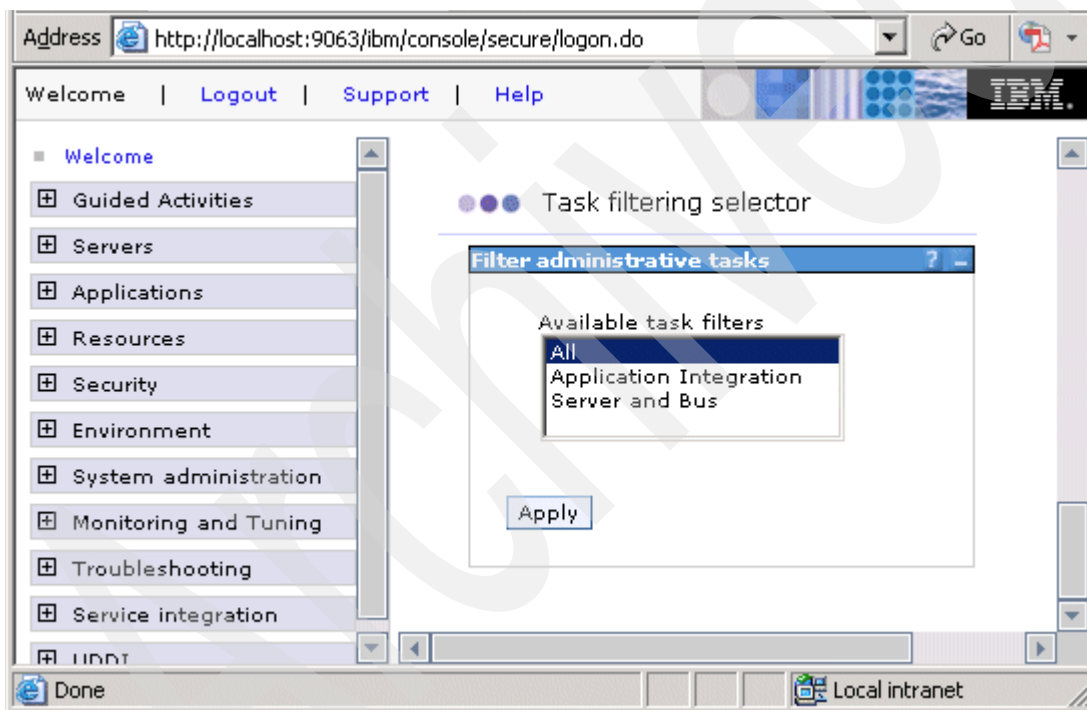 Address http://localhost:9063/ibm/console/secure/logon.do Go
Welcome | Logout | Support | Help IBM.
Welcome
Guided Activities
Servers
Applications
Resources
Security
Environment
System administration
Monitoring and Tuning
Troubleshooting
Service integration
UDDI
Task filtering selector
Filter administrative tasks ? –
Available task filters
All
Application Integration
Server and Bus
Apply
Done
Local intranet